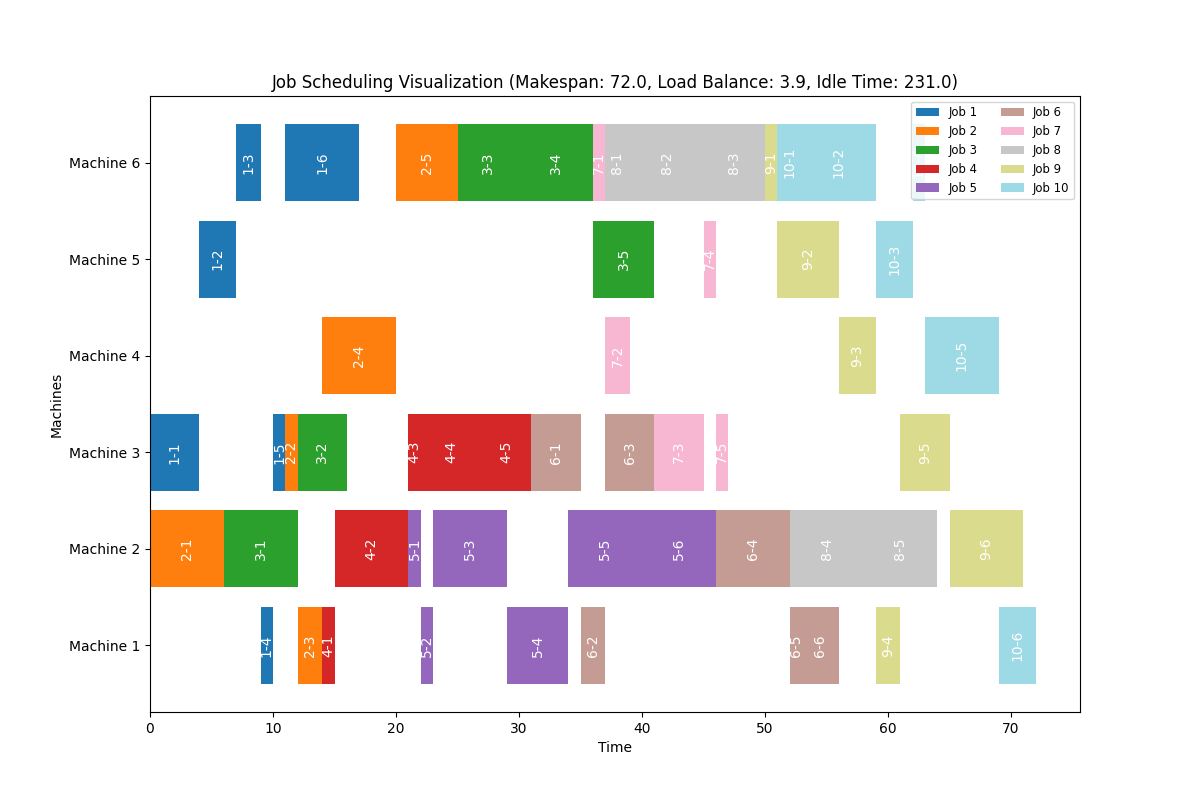 Job Scheduling Visualization (Makespan: 72.0, Load Balance: 3.9, Idle Time: 231.0)
Job 1
Job 2
Job 3
Job 4
Job 5
Job 6
Job 7
Job 8
Job 9
Job 10
Machine 6
1-3
1-6
2-5
3-3
3-4
7-1
8-1
8-2
8-3
9-1
10-1
10-2
Machine 5
1-2
3-5
7-4
9-2
10-3
Machine 4
2-4
7-2
9-3
10-5
Machine 3
1-1
1-5
2-2
3-2
4-3
4-4
4-5
6-1
6-3
7-3
7-5
9-5
Machine 2
2-1
3-1
4-2
5-1
5-3
5-5
5-6
6-4
8-4
8-5
9-6
Machine 1
1-4
2-3
4-1
5-2
5-4
6-2
6-5
6-6
9-4
10-6
Machines
0 10 20 30 40 50 60 70
Time